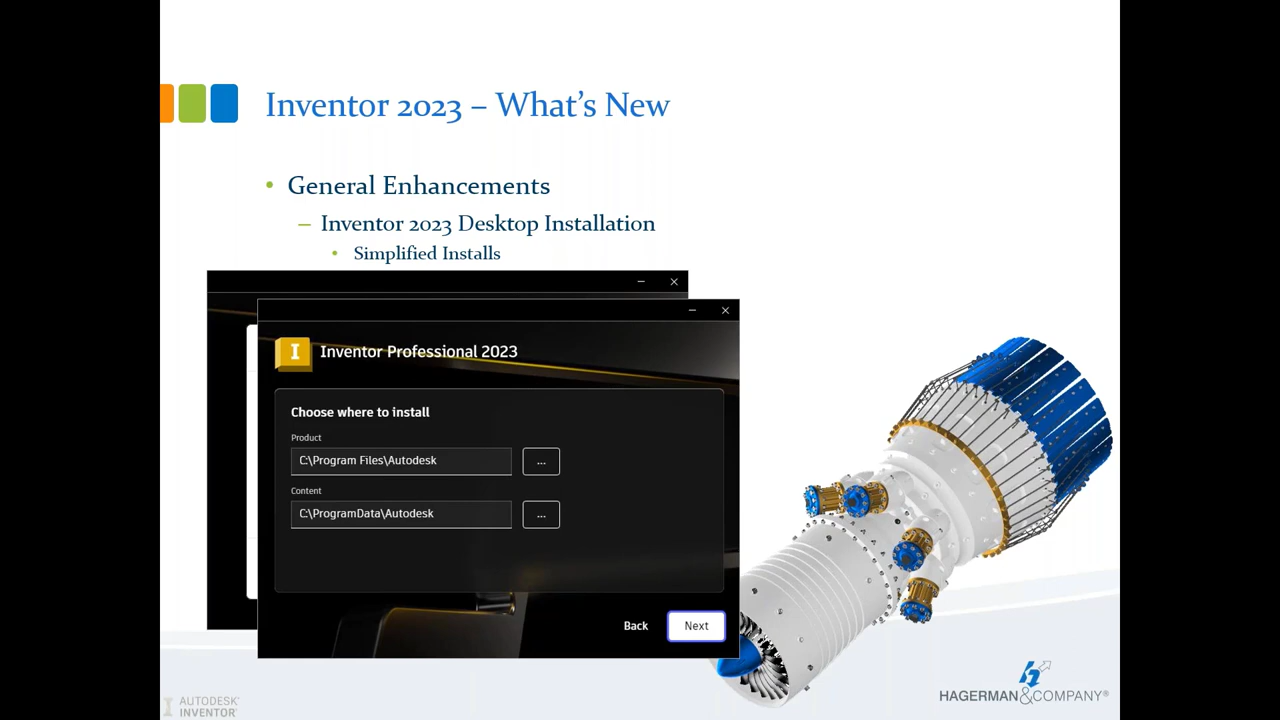 Inventor 2023 – What's New
• General Enhancements
– Inventor 2023 Desktop Installation
• Simplified Installs
I Inventor Professional 2023
Choose where to install
Product
C:\Program Files\Autodesk
...
Content
C:\ProgramData\Autodesk
...
Back
Next
HAGERMAN&COMPANY®
I AUTODESK®
INVENTOR®